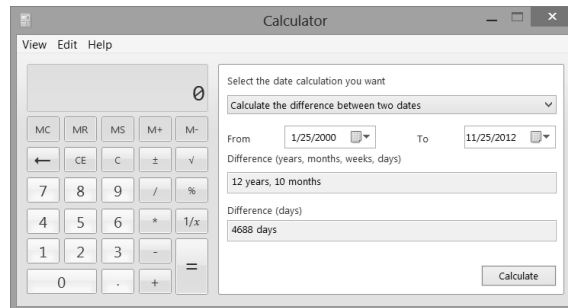 Calculator
View Edit Help
0
Select the date calculation you want
Calculate the difference between two dates
MC MR MS M+ M-
From 1/25/2000 To 11/25/2012
← CE C ± √
Difference (years, months, weeks, days)
7 8 9 / %
12 years, 10 months
4 5 6 * 1/x
Difference (days)
4688 days
1 2 3 - =
0 . +
Calculate